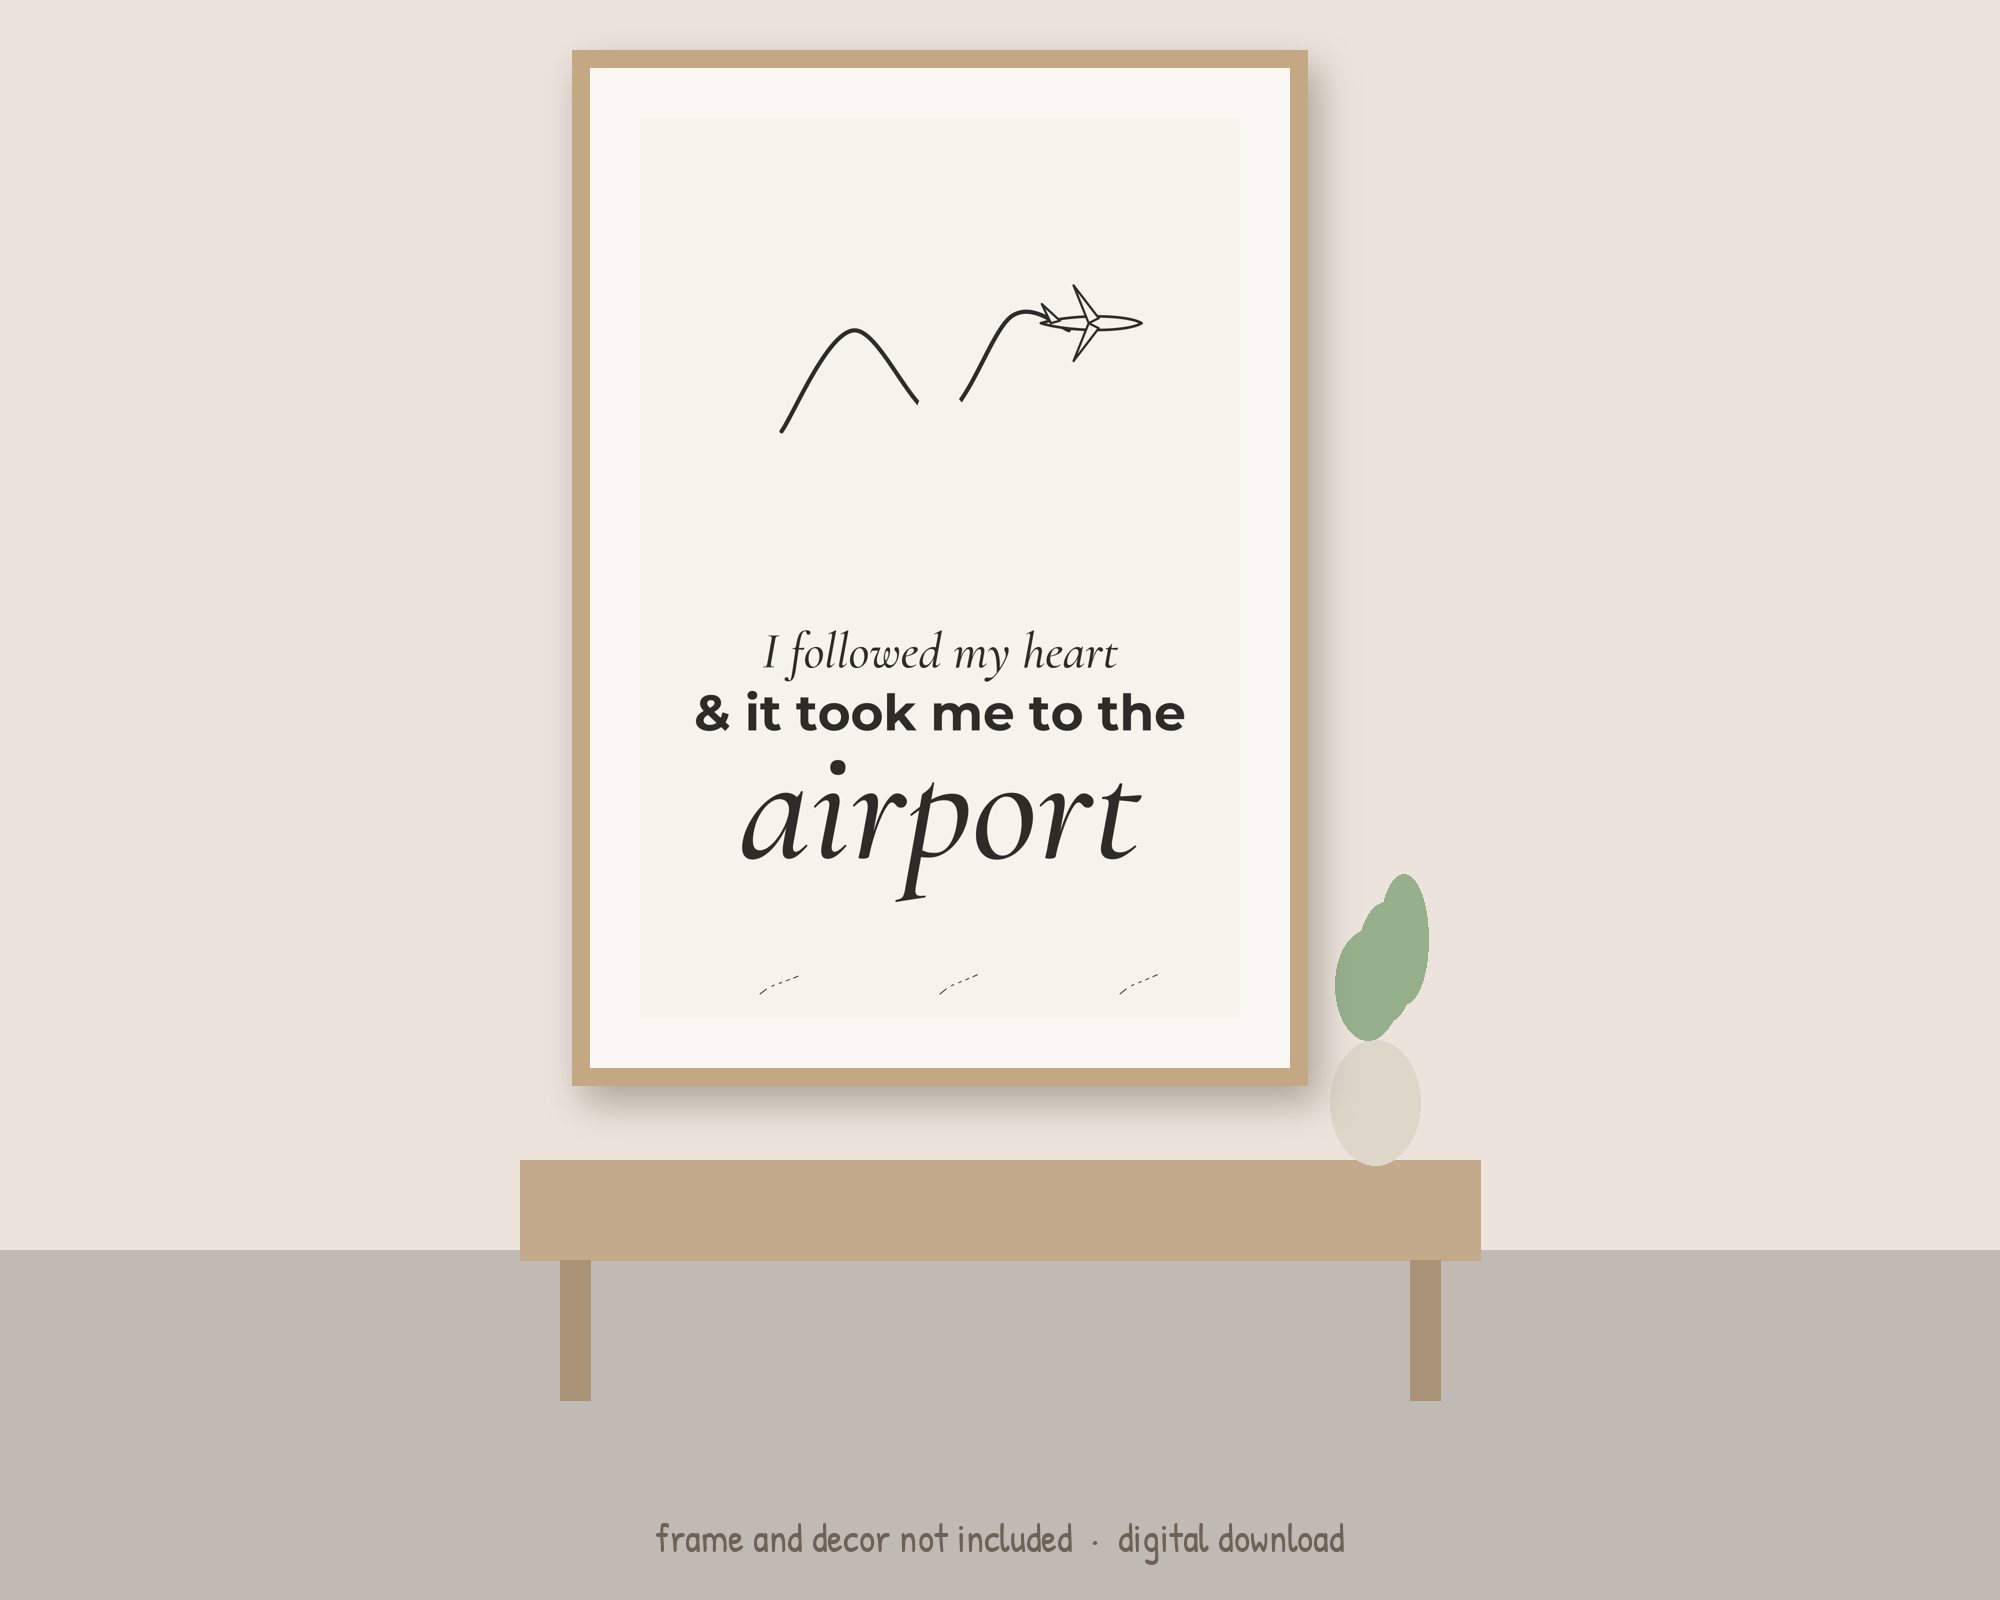 I followed my heart
& it took me to the
airport
frame and decor not included · digital download